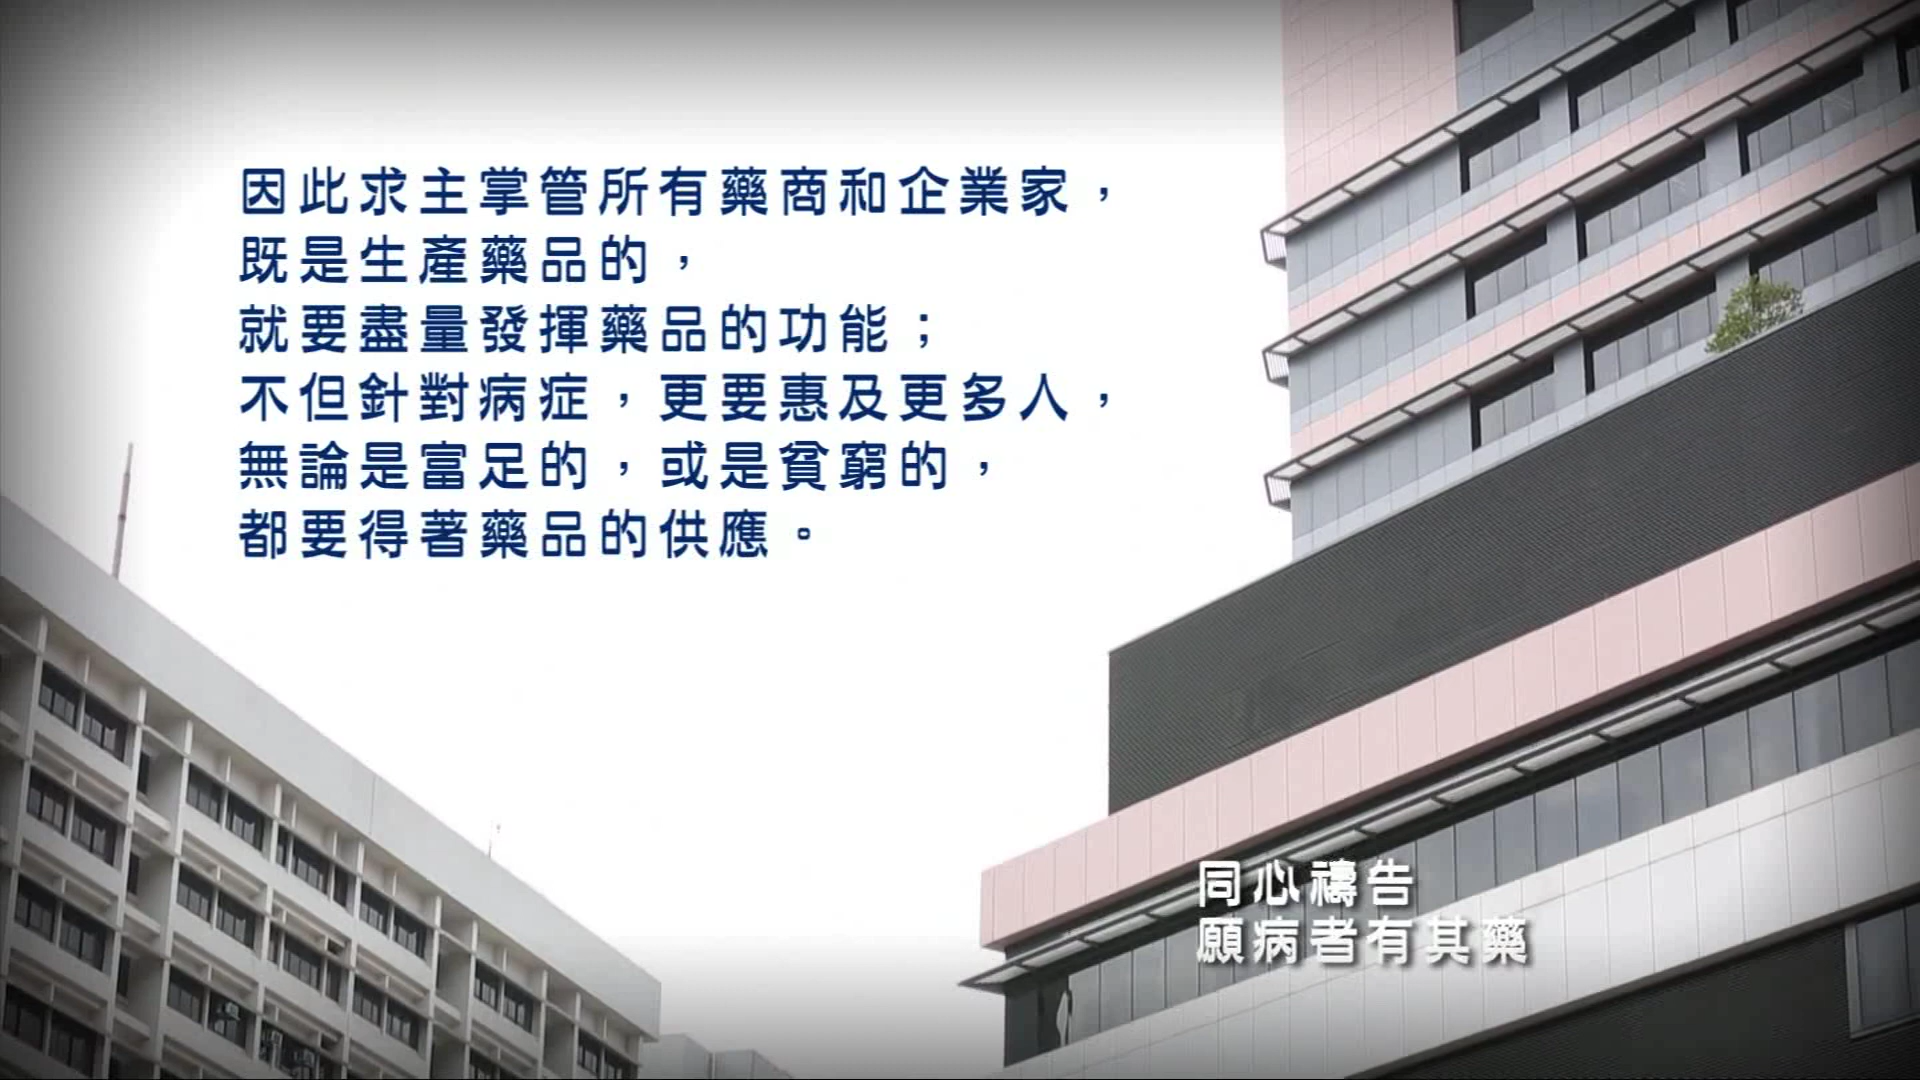 因此求主掌管所有藥商和企業家，
既是生產藥品的，
就要盡量發揮藥品的功能；
不但針對病症，更要惠及更多人，
無論是富足的，或是貧窮的，
都要得著藥品的供應。
同心禱告
願病者有其藥